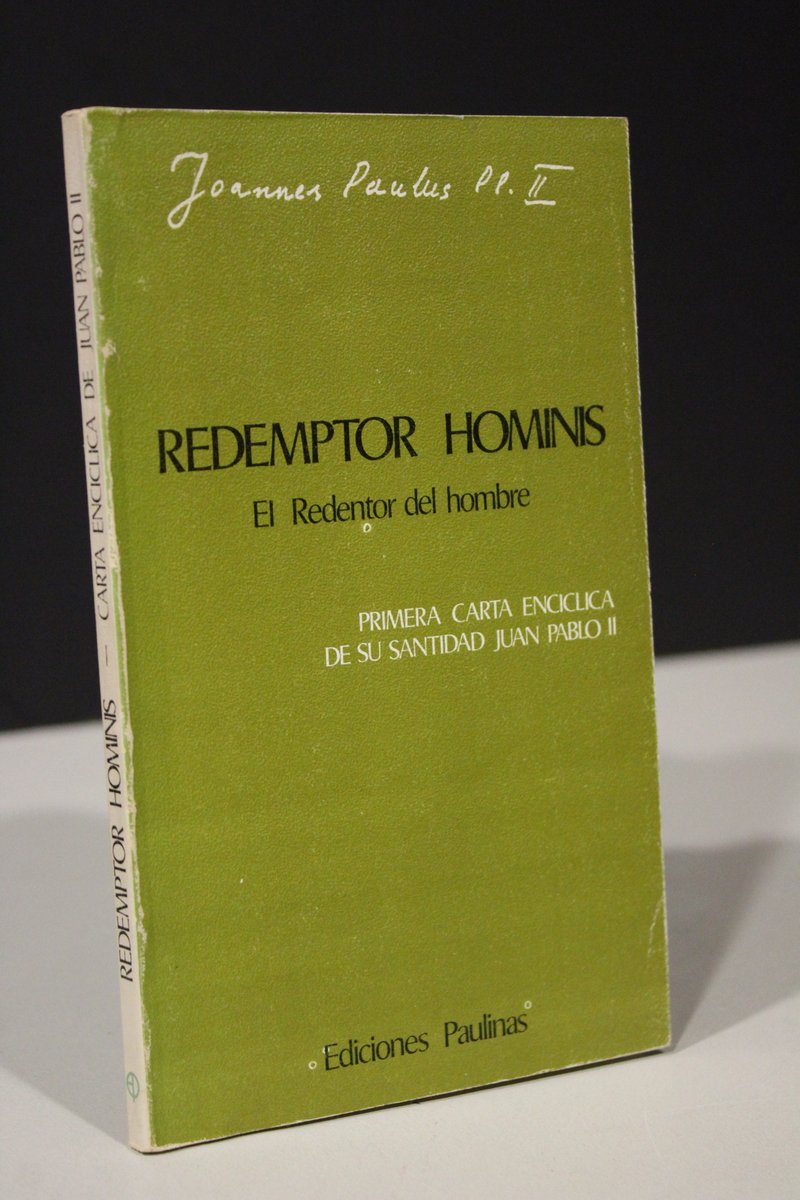 Joannes Paulus PP. II
REDEMPTOR HOMINIS
El Redentor del hombre
PRIMERA CARTA ENCICLICA
DE SU SANTIDAD JUAN PABLO II
Ediciones Paulinas
REDEMPTOR HOMINIS — CARTA ENCICLICA DE JUAN PABLO II